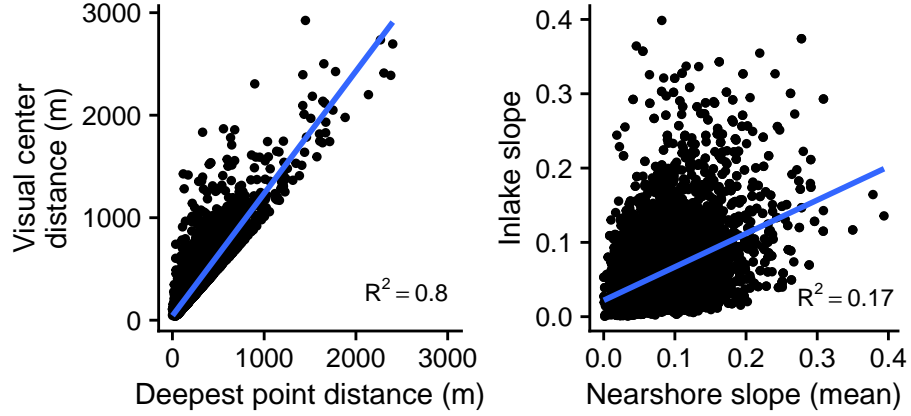 3000
2000
1000
0
Visual center
distance (m)
R² = 0.8
0 1000 2000 3000
Deepest point distance (m)
0.4
0.3
0.2
0.1
0.0
Inlake slope
R² = 0.17
0.0 0.1 0.2 0.3 0.4
Nearshore slope (mean)